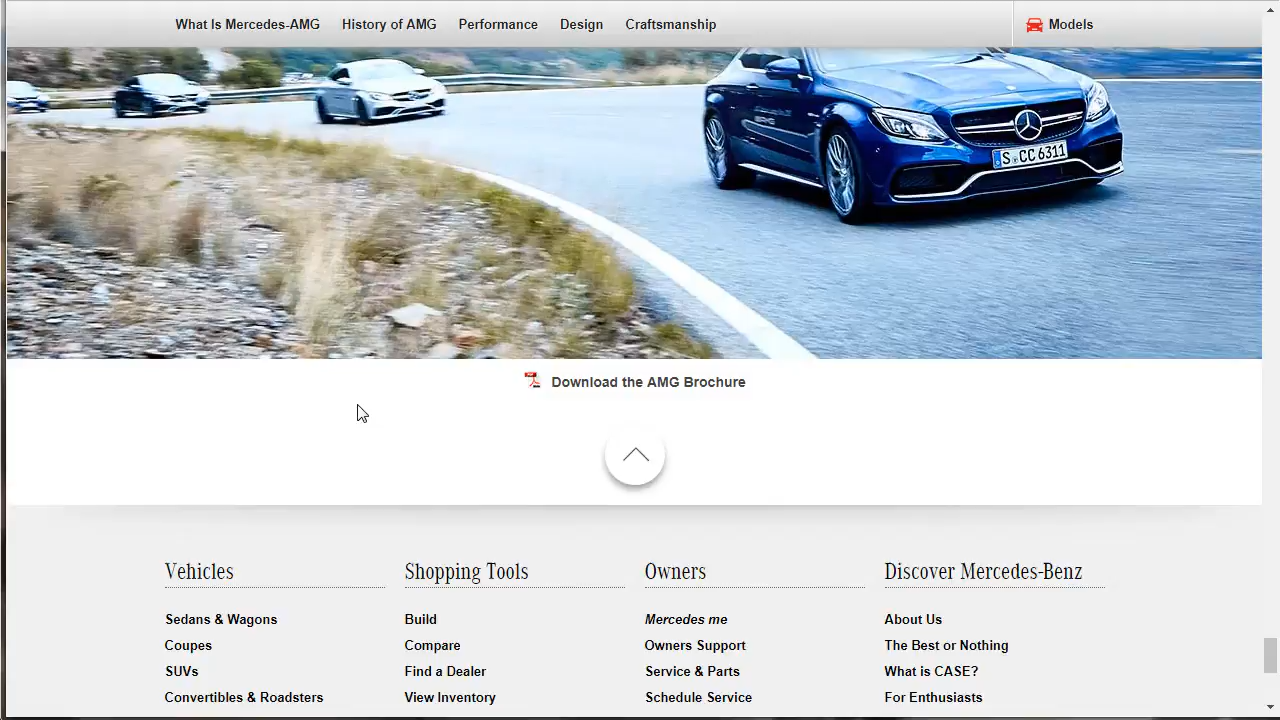 What Is Mercedes-AMG History of AMG Performance Design Craftsmanship Models
S CC 6311
Download the AMG Brochure
Vehicles Shopping Tools Owners Discover Mercedes-Benz
Sedans & Wagons Build Mercedes me About Us
Coupes Compare Owners Support The Best or Nothing
SUVs Find a Dealer Service & Parts What is CASE?
Convertibles & Roadsters View Inventory Schedule Service For Enthusiasts